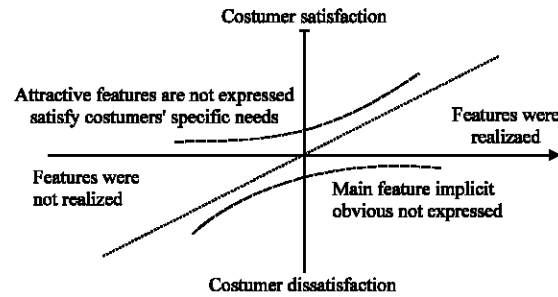 Costumer satisfaction
Attractive features are not expressed
satisfy costumers' specific needs
Features were
realizaed
Features were
not realized
Main feature implicit
obvious not expressed
Costumer dissatisfaction